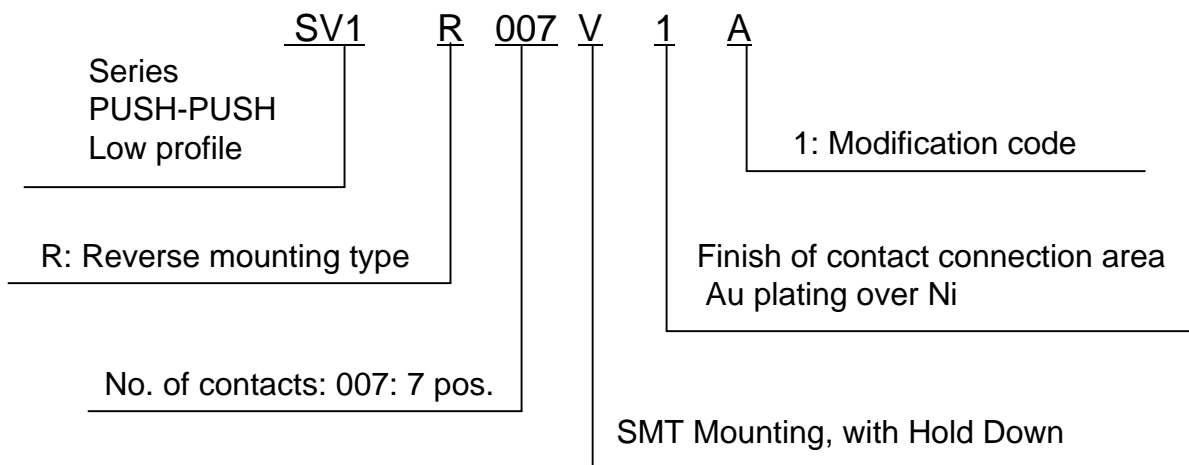 SV1 R 007 V 1 A
Series
PUSH-PUSH
Low profile
1: Modification code
R: Reverse mounting type
Finish of contact connection area
Au plating over Ni
No. of contacts: 007: 7 pos.
SMT Mounting, with Hold Down